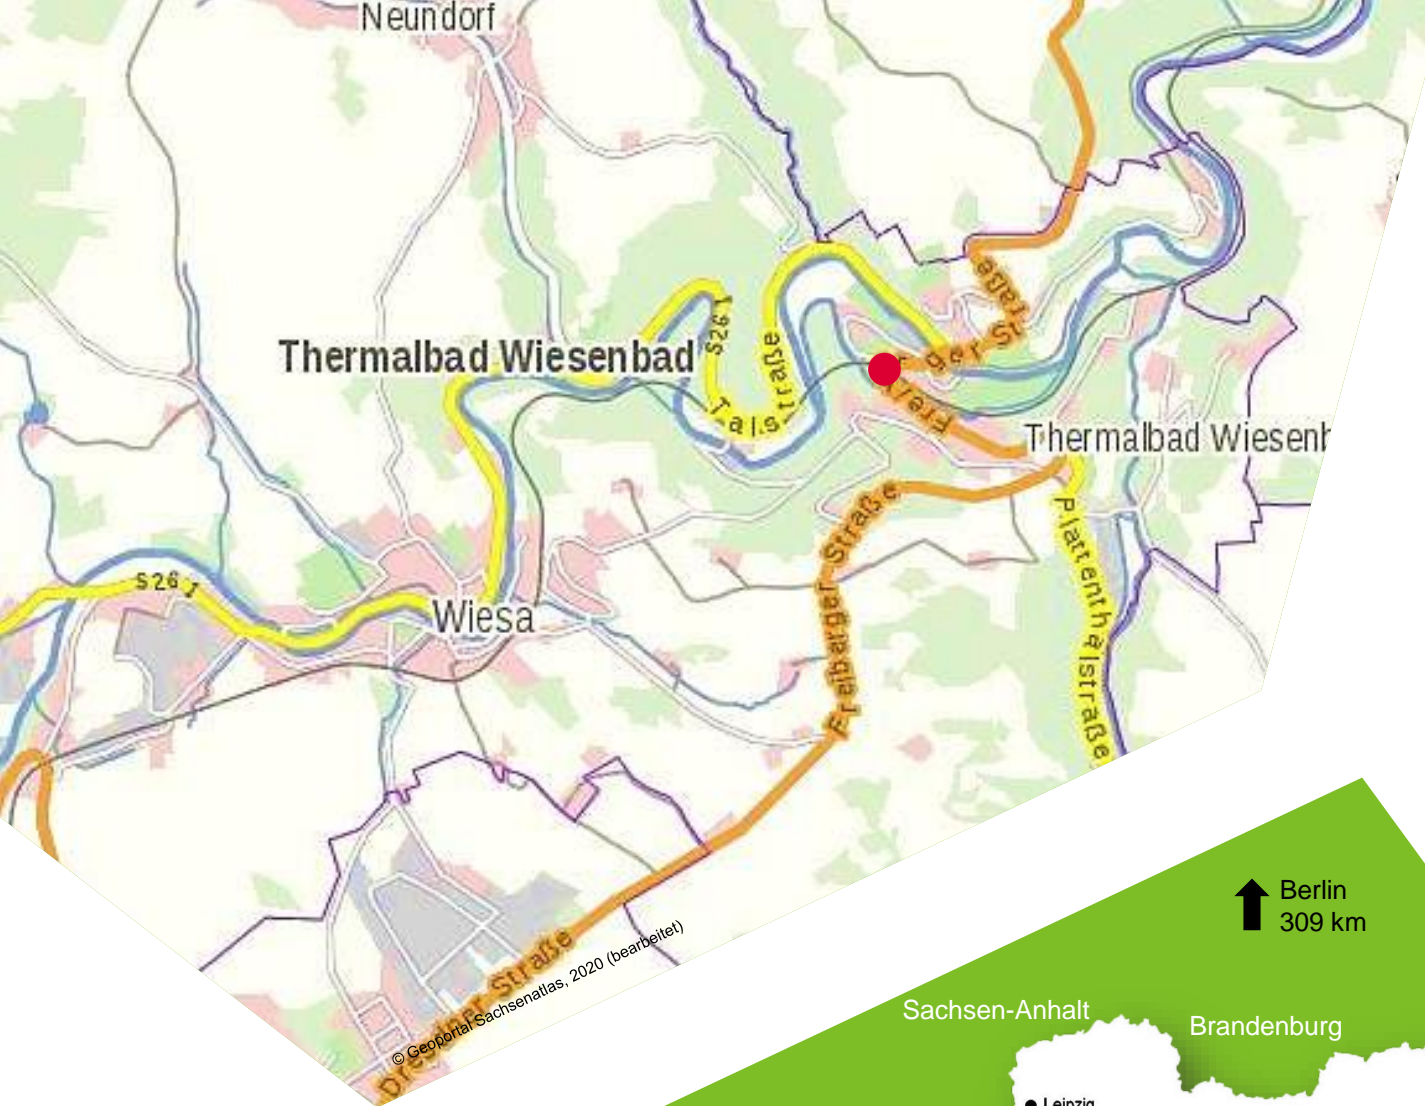 Neundorf
S261
Thermalbad Wiesenbad
Talstraße
Thermalbad Wiesenb
Freiberger Straße
Plattenthalstraße
S261
Wiesa
Dresdner Straße
© Geoportal Sachsenatlas, 2020 (bearbeitet)
Berlin
309 km
Sachsen-Anhalt
Brandenburg
Leipzig